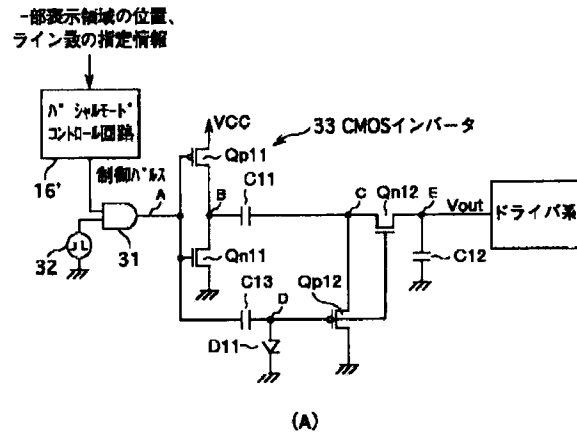 一部表示領域の位置、
ライン数の指定情報
パーシャルモード
コントロール回路
16'
制御パルス
VCC
33 CMOSインバータ
Qp11
A
B
C11
C
Qn12
E
Vout
ドライバ系
31
32
Qn11
C12
C13
D
Qp12
D11
(A)